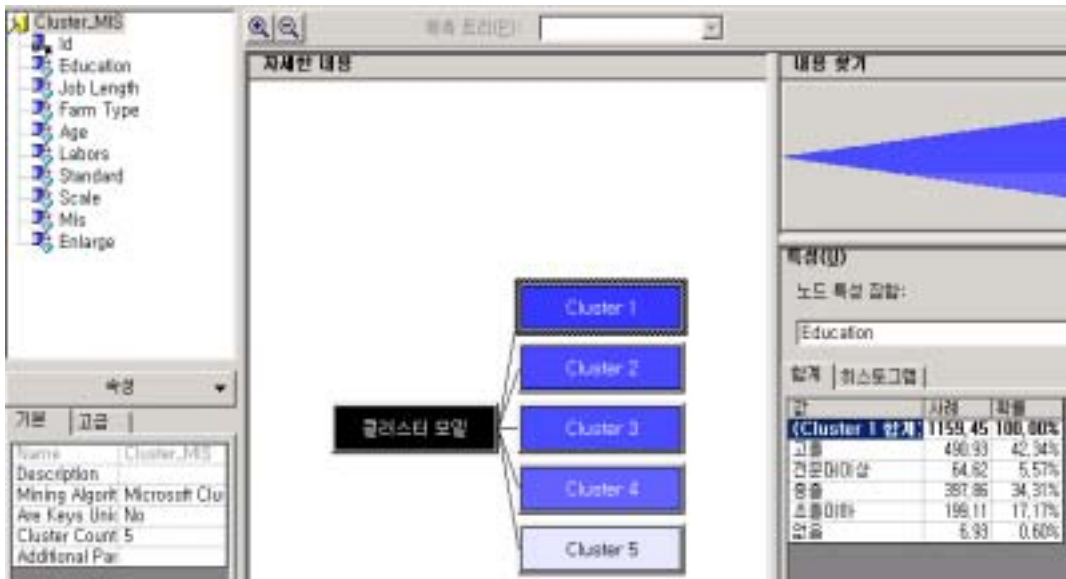 Cluster_MIS
Id
Education
Job Length
Farm Type
Age
Labors
Standard
Scale
Mis
Enlarge
속성
기본 고급
Name Cluster_MIS
Description
Mining Algorit Microsoft Clu
Are Keys Unic No
Cluster Count 5
Additional Par
예측 트리(P):
자세한 내용
클러스터 모델
Cluster 1
Cluster 2
Cluster 3
Cluster 4
Cluster 5
내용 찾기
특성(U)
노드 특성 집합:
Education
합계 히스토그램
값 사례 확률
(Cluster 1 합계) 1159,45 100,00%
고졸 490,93 42,34%
전문대이상 64,62 5,57%
중졸 397,86 34,31%
초졸이하 199,11 17,17%
없음 6,93 0,60%